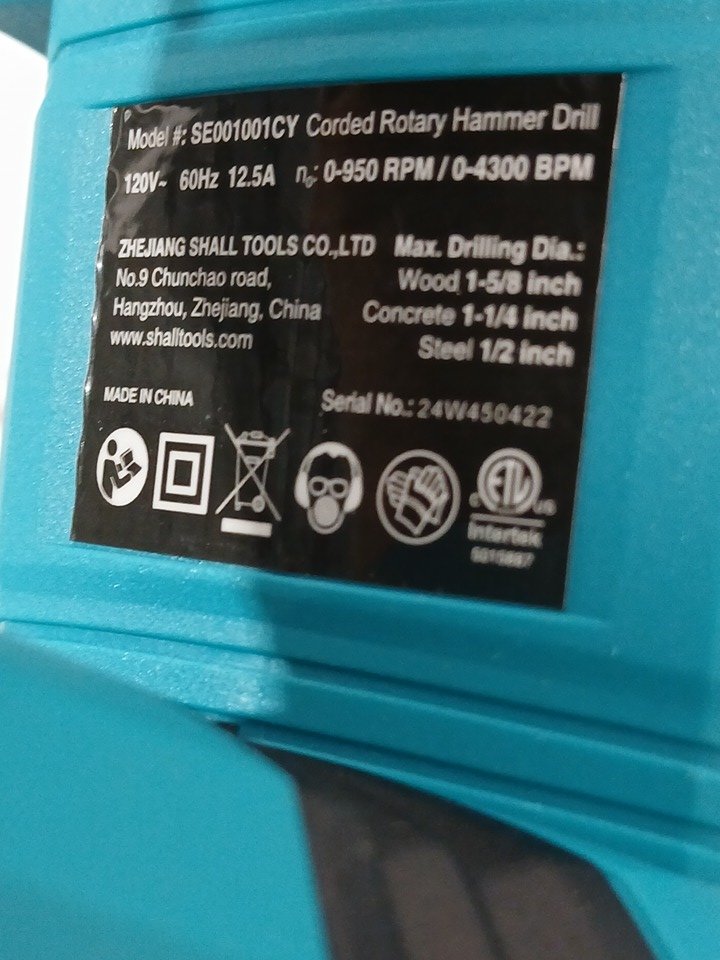 Model #: SE001001CY Corded Rotary Hammer Drill
120V~ 60Hz 12.5A n₀: 0-950 RPM / 0-4300 BPM
ZHEJIANG SHALL TOOLS CO.,LTD
No.9 Chunchao road,
Hangzhou, Zhejiang, China
www.shalltools.com
Max. Drilling Dia.:
Wood 1-5/8 inch
Concrete 1-1/4 inch
Steel 1/2 inch
MADE IN CHINA
Serial No.: 24W450422
c ETL us
Intertek